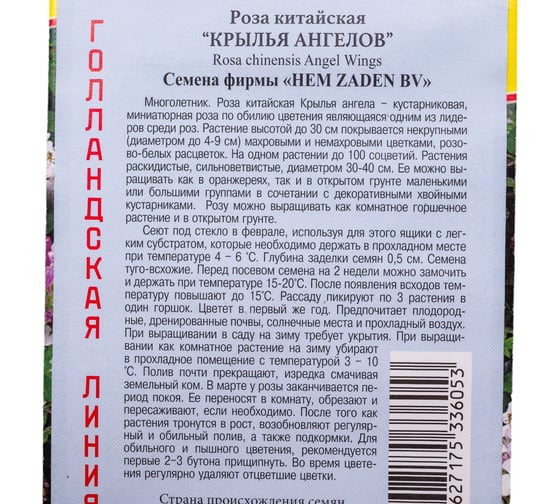 Роза китайская
“КРЫЛЬЯ АНГЕЛОВ”
Rosa chinensis Angel Wings
Семена фирмы «HEM ZADEN BV»
Многолетник. Роза китайская Крылья ангела – кустарниковая,
миниатюрная роза по обилию цветения являющаяся одним из лиде-
ров среди роз. Растение высотой до 30 см покрывается некрупными
(диаметром до 4-9 см) махровыми и немахровыми цветками, розо-
во-белых расцветок. На одном растении до 100 соцветий. Растения
раскидистые, сильноветвистые, диаметром 30-40 см. Ее можно вы-
ращивать как в оранжереях, так и в открытом грунте маленькими
или большими группами в сочетании с декоративными хвойными
кустарниками. Розу можно выращивать как комнатное горшечное
растение и в открытом грунте.
Сеют под стекло в феврале, используя для этого ящики с лег-
ким субстратом, которые необходимо держать в прохладном месте
при температуре 4 – 6 °С. Глубина заделки семян 0,5 см. Семена
туго-всхожие. Перед посевом семена на 2 недели можно замочить
и держать при температуре 15-20°С. После появления всходов тем-
пературу повышают до 15°С. Рассаду пикируют по 3 растения в
один горшок. Цветет в первый же год. Предпочитает плодород-
ные, дренированные почвы, солнечные места и прохладный воздух.
При выращивании в саду на зиму требует укрытия. При выращи-
вании как комнатное растение на зиму убирают
в прохладное помещение с температурой 3 – 10
°С. Полив почти прекращают, изредка смачивая
земельный ком. В марте у розы заканчивается пе-
риод покоя. Ее переносят в комнату, обрезают и
пересаживают, если необходимо. После того как
растения тронутся в рост, возобновляют регуляр-
ный и обильный полив, а также подкормки. Для
обильного и пышного цветения, рекомендуется
первые 2–3 бутона прищипнуть. Во время цвете-
ния регулярно удаляют отцветшие цветки.
Страна происхождения семян
ГОЛЛАНДСКАЯ ЛИНИЯ
627175 336053